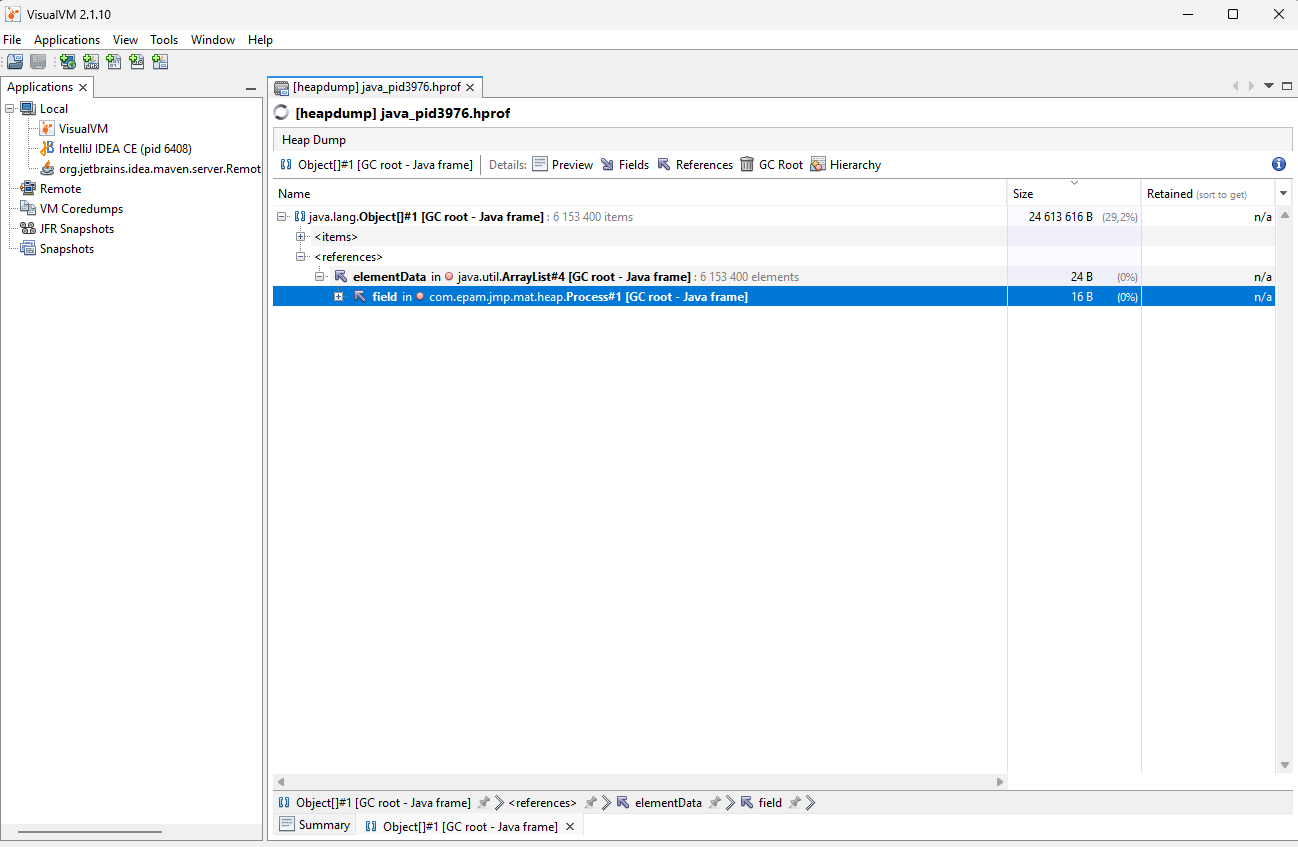 VisualVM 2.1.10
File Applications View Tools Window Help
Applications
[heapdump] java_pid3976.hprof
Local
VisualVM
IntelliJ IDEA CE (pid 6408)
org.jetbrains.idea.maven.server.Remot
Remote
VM Coredumps
JFR Snapshots
Snapshots
[heapdump] java_pid3976.hprof
Heap Dump
Object[]#1 [GC root - Java frame] Details: Preview Fields References GC Root Hierarchy
Name Size Retained (sort to get)
java.lang.Object[]#1 [GC root - Java frame] : 6 153 400 items 24 613 616 B (29,2%) n/a
<items>
<references>
elementData in java.util.ArrayList#4 [GC root - Java frame] : 6 153 400 elements 24 B (0%) n/a
field in com.epam.jmp.mat.heap.Process#1 [GC root - Java frame] 16 B (0%) n/a
Object[]#1 [GC root - Java frame] <references> elementData field
Summary Object[]#1 [GC root - Java frame]